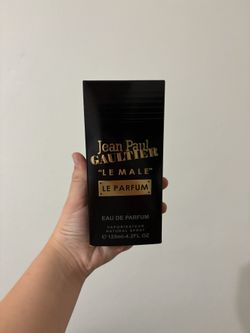 Jean Paul
GAULTIER
"LE MALE"
LE PARFUM
EAU DE PARFUM
VAPORISATEUR
NATURAL SPRAY
℮ 125ml-4.2FL.OZ